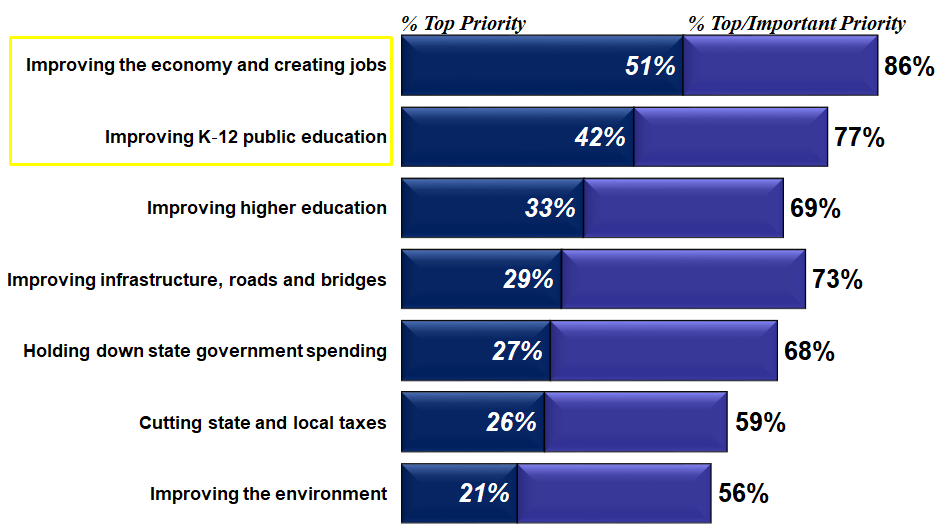 % Top Priority % Top/Important Priority
Improving the economy and creating jobs 51% 86%
Improving K-12 public education 42% 77%
Improving higher education 33% 69%
Improving infrastructure, roads and bridges 29% 73%
Holding down state government spending 27% 68%
Cutting state and local taxes 26% 59%
Improving the environment 21% 56%